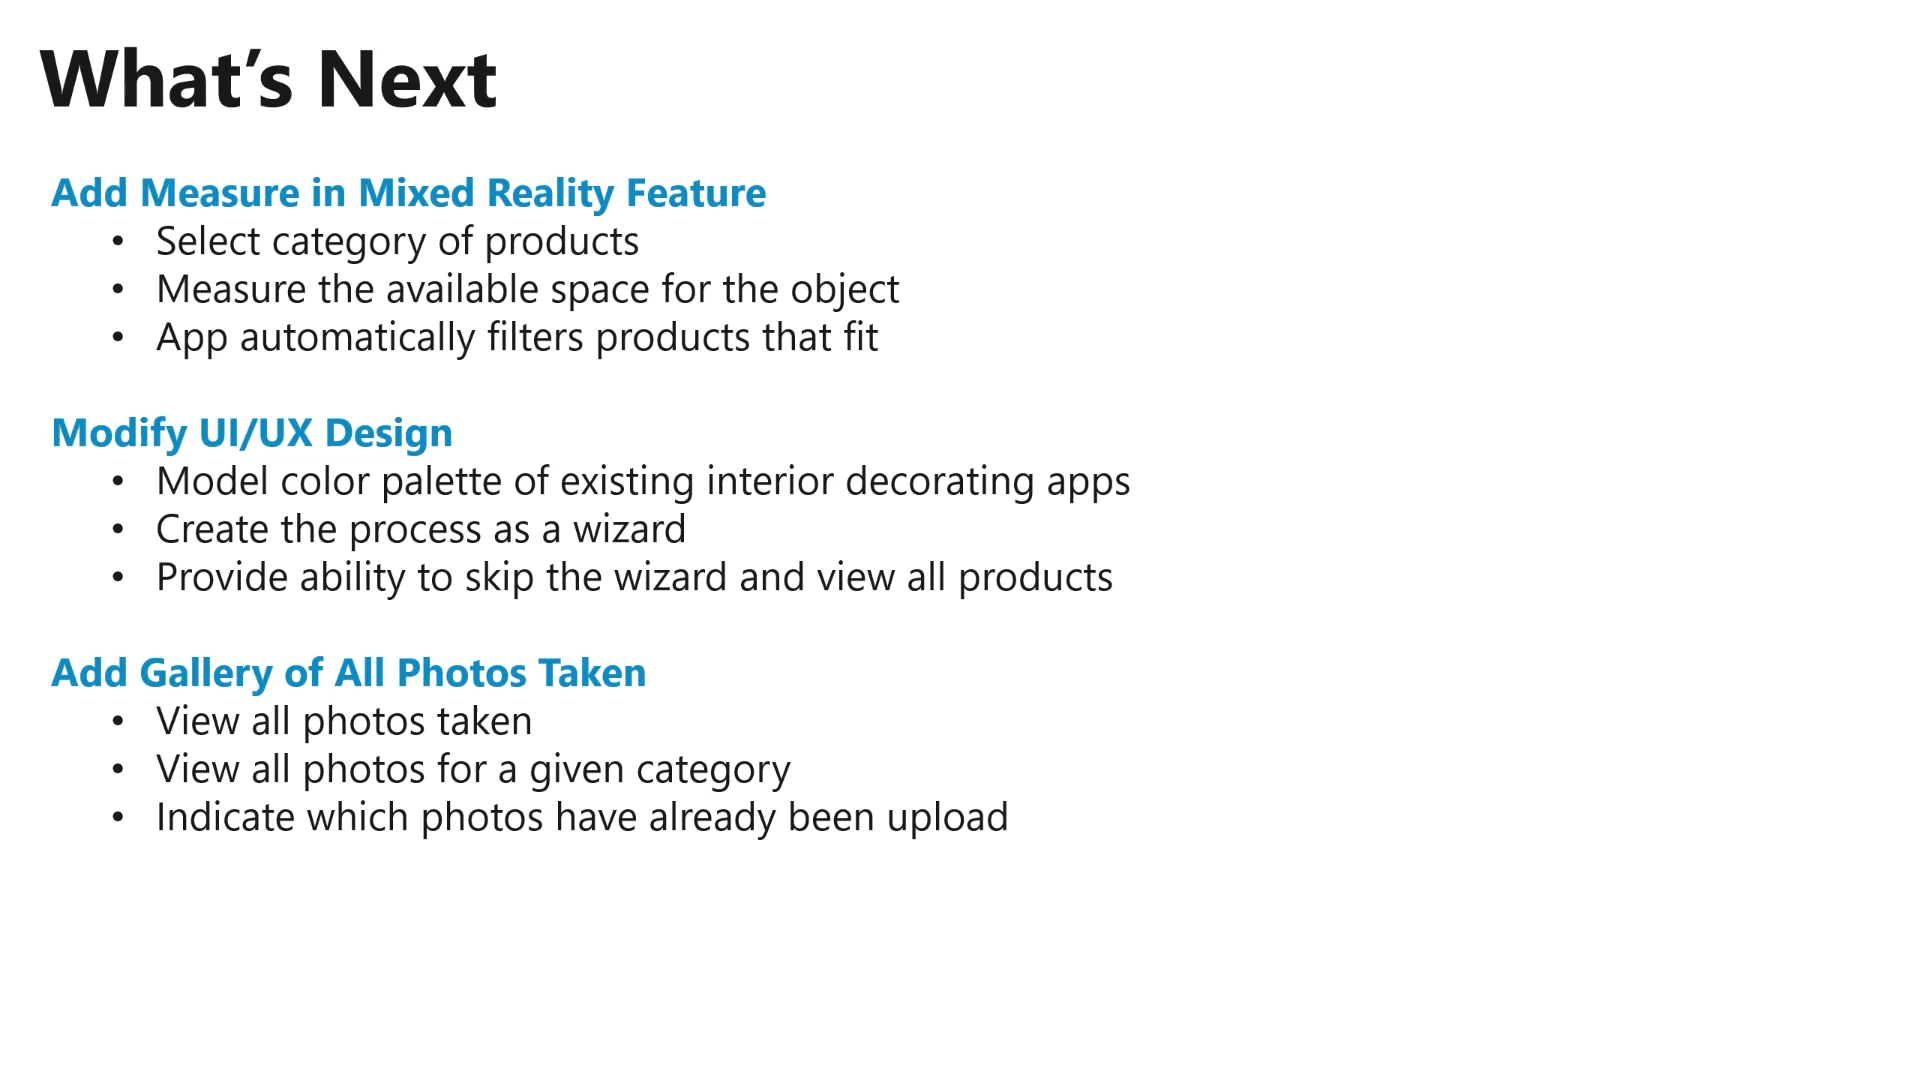 What’s Next
Add Measure in Mixed Reality Feature
• Select category of products
• Measure the available space for the object
• App automatically filters products that fit
Modify UI/UX Design
• Model color palette of existing interior decorating apps
• Create the process as a wizard
• Provide ability to skip the wizard and view all products
Add Gallery of All Photos Taken
• View all photos taken
• View all photos for a given category
• Indicate which photos have already been upload